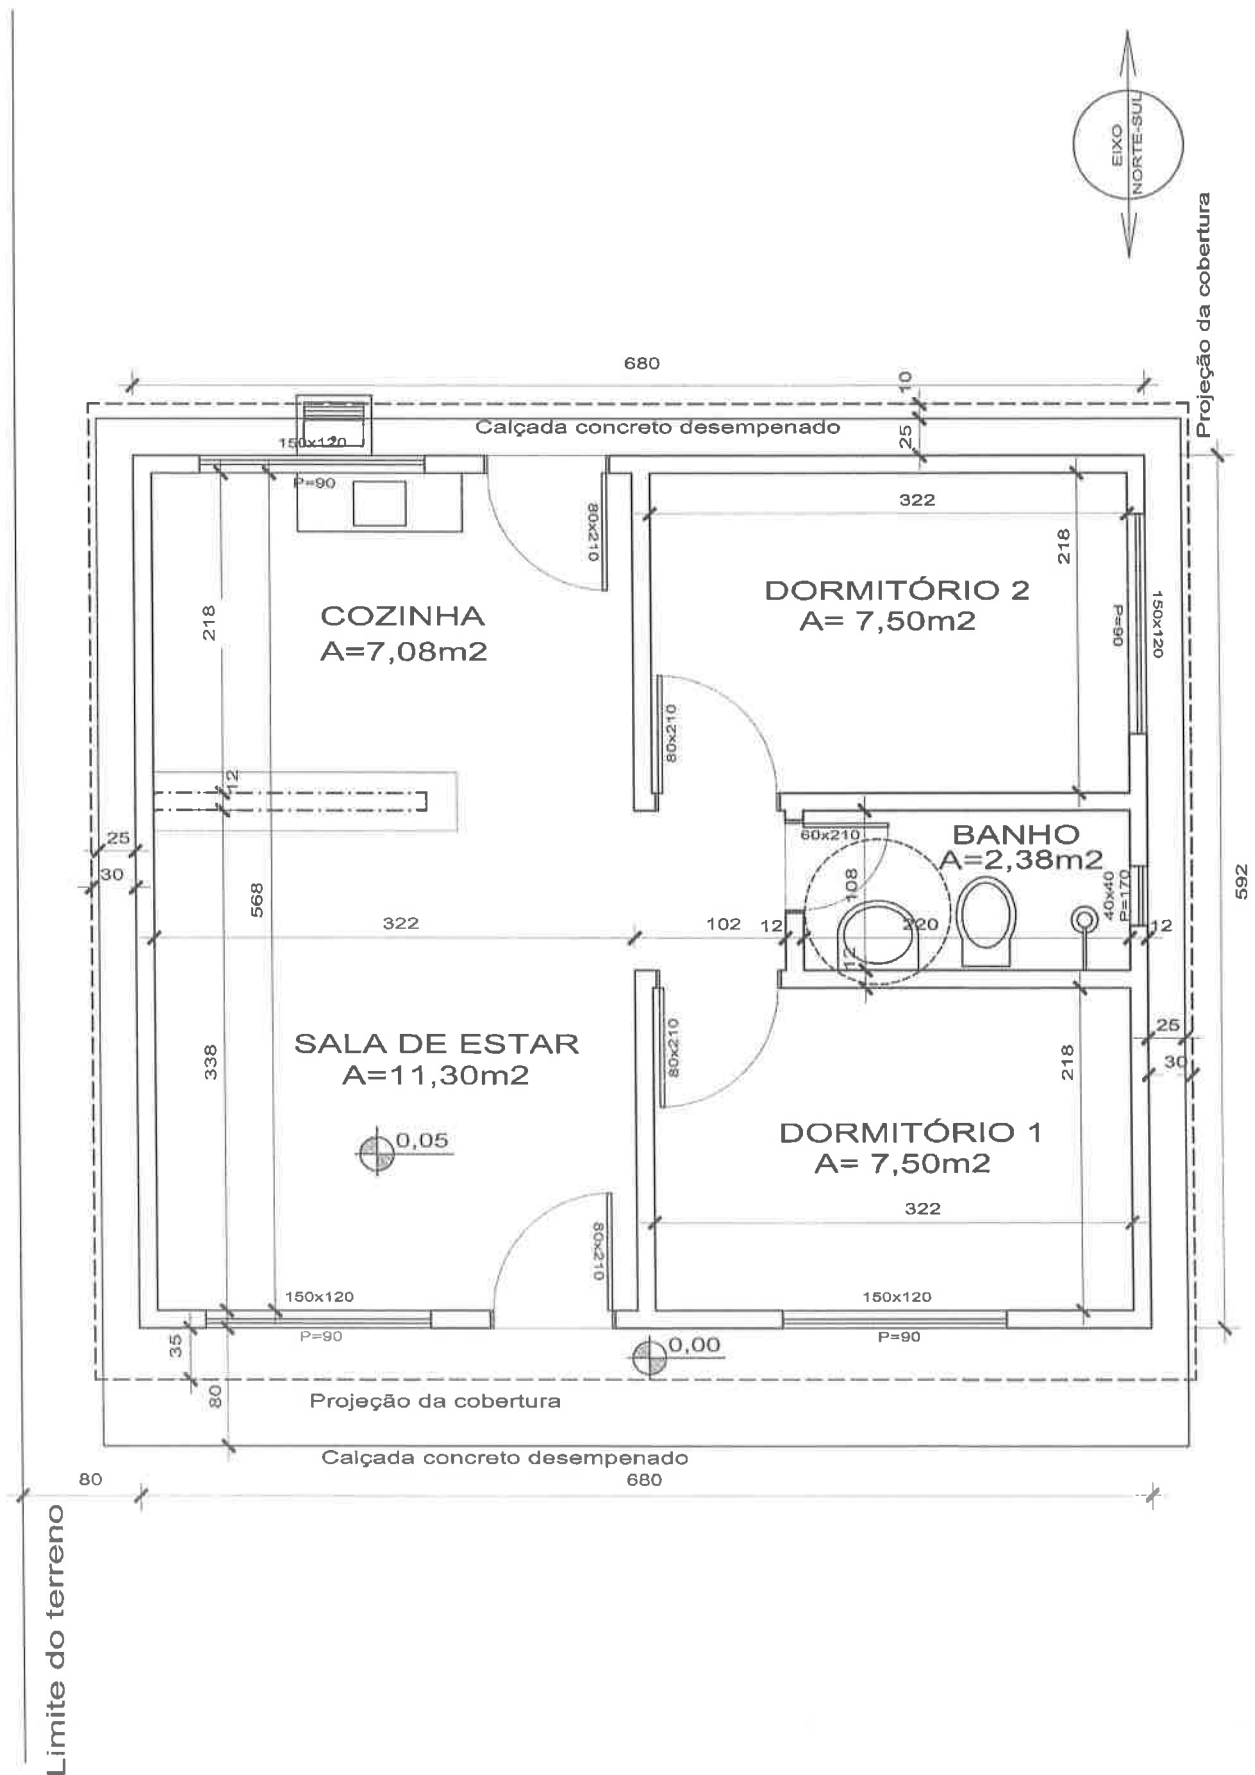 EIXO
NORTE-SUL
Projeção da cobertura
680
10
Calçada concreto desempenado
25
150x120
P=90
80x210
322
218
218
DORMITÓRIO 2
A= 7,50m2
COZINHA
A=7,08m2
P=90
150x120
80x210
12
25
30
60x210
BANHO
A=2,38m2
108
40x40
P=170
592
568
322
102
12
220
12
12
SALA DE ESTAR
A=11,30m2
338
80x210
218
25
30
0,05
DORMITÓRIO 1
A= 7,50m2
322
80x210
150x120
P=90
150x120
P=90
35
0,00
80
Projeção da cobertura
Calçada concreto desempenado
80
680
Limite do terreno